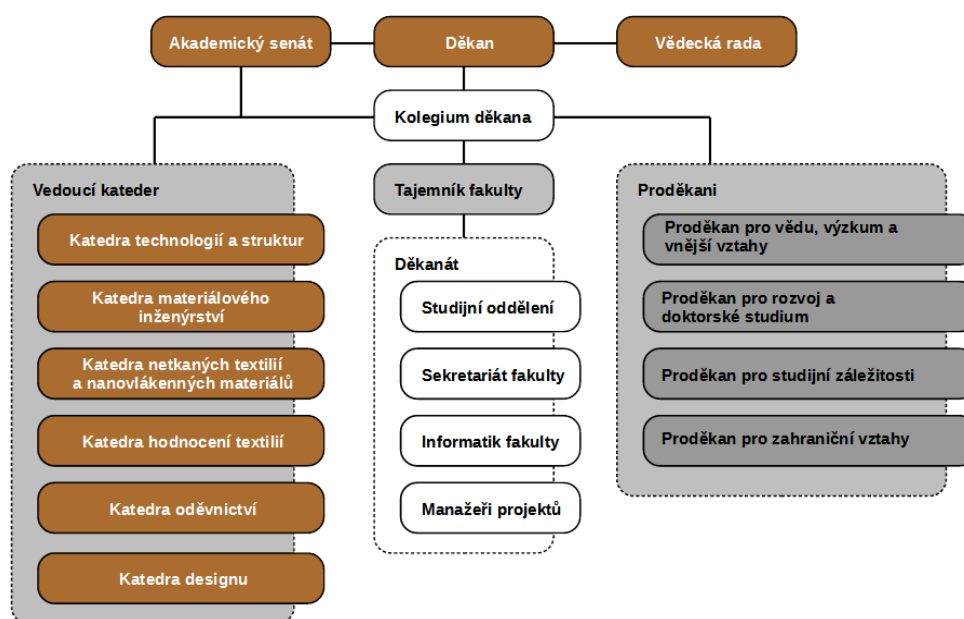 Akademický senát
Děkan
Vědecká rada
Kolegium děkana
Vedoucí kateder
Katedra technologií a struktur
Katedra materiálového
inženýrství
Katedra netkaných textilií
a nanovlákenných materiálů
Katedra hodnocení textilií
Katedra oděvnictví
Katedra designu
Tajemník fakulty
Děkanát
Studijní oddělení
Sekretariát fakulty
Informatik fakulty
Manažeři projektů
Proděkani
Proděkan pro vědu, výzkum a
vnější vztahy
Proděkan pro rozvoj a
doktorské studium
Proděkan pro studijní záležitosti
Proděkan pro zahraniční vztahy